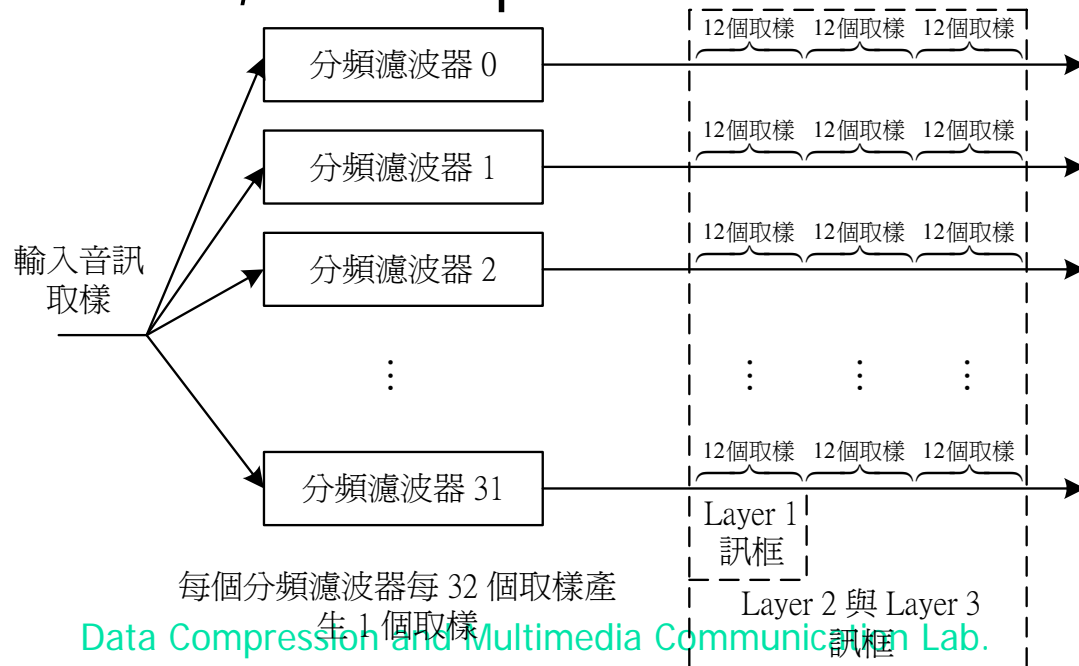 12個取樣 12個取樣 12個取樣
分頻濾波器 0
12個取樣 12個取樣 12個取樣
分頻濾波器 1
12個取樣 12個取樣 12個取樣
分頻濾波器 2
輸入音訊
取樣
⋮ ⋮ ⋮ ⋮
12個取樣 12個取樣 12個取樣
分頻濾波器 31
Layer 1
訊框
每個分頻濾波器每 32 個取樣產
生 1 個取樣
Layer 2 與 Layer 3
訊框
Data Compression and Multimedia Communication Lab.